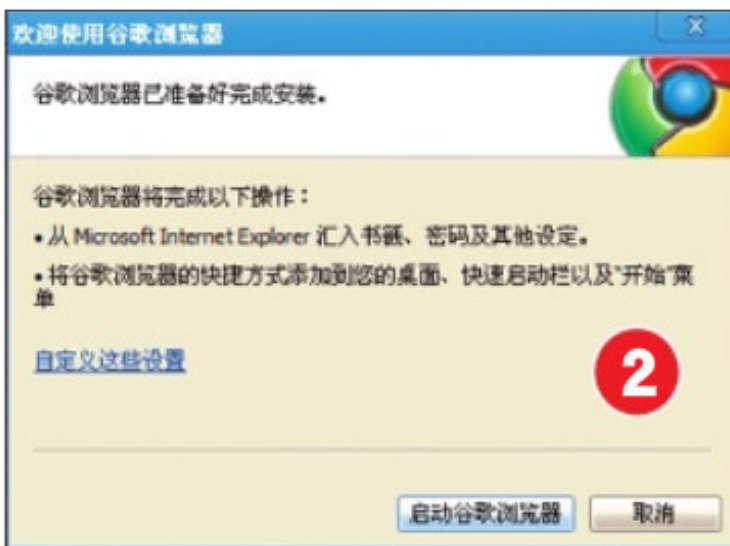 欢迎使用谷歌浏览器
谷歌浏览器已准备好完成安装。
谷歌浏览器将完成以下操作：
• 从 Microsoft Internet Explorer 汇入书签、密码及其他设定。
• 将谷歌浏览器的快捷方式添加到您的桌面、快速启动栏以及“开始”菜
单
自定义这些设置
2
启动谷歌浏览器 取消